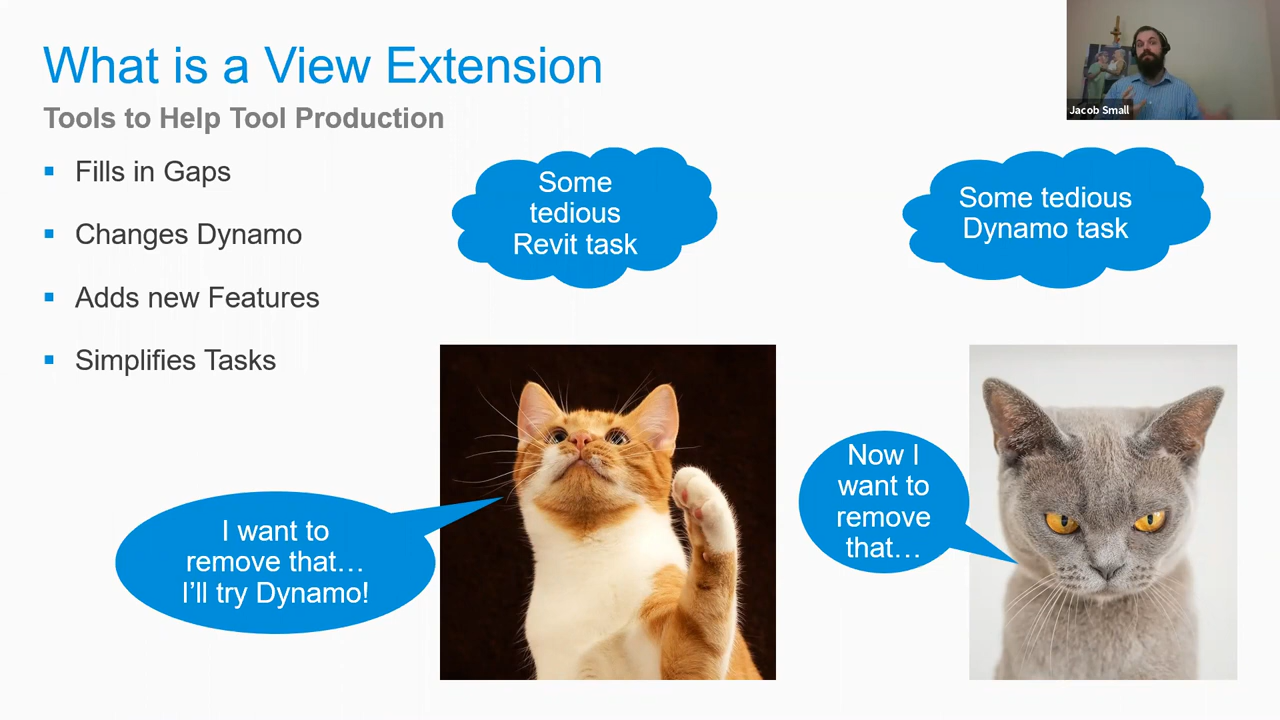 What is a View Extension
Tools to Help Tool Production
Fills in Gaps
Changes Dynamo
Adds new Features
Simplifies Tasks
Some
tedious
Revit task
Some tedious
Dynamo task
I want to
remove that…
I'll try Dynamo!
Now I
want to
remove
that…
Jacob Small